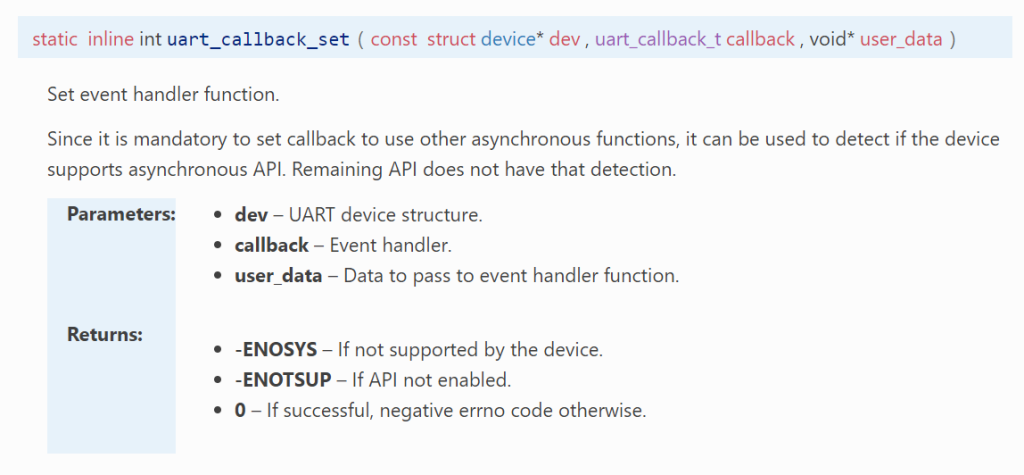 static inline int uart_callback_set ( const struct device* dev , uart_callback_t callback , void* user_data )
Set event handler function.
Since it is mandatory to set callback to use other asynchronous functions, it can be used to detect if the device
supports asynchronous API. Remaining API does not have that detection.
Parameters:
• dev – UART device structure.
• callback – Event handler.
• user_data – Data to pass to event handler function.
Returns:
• -ENOSYS – If not supported by the device.
• -ENOTSUP – If API not enabled.
• 0 – If successful, negative errno code otherwise.